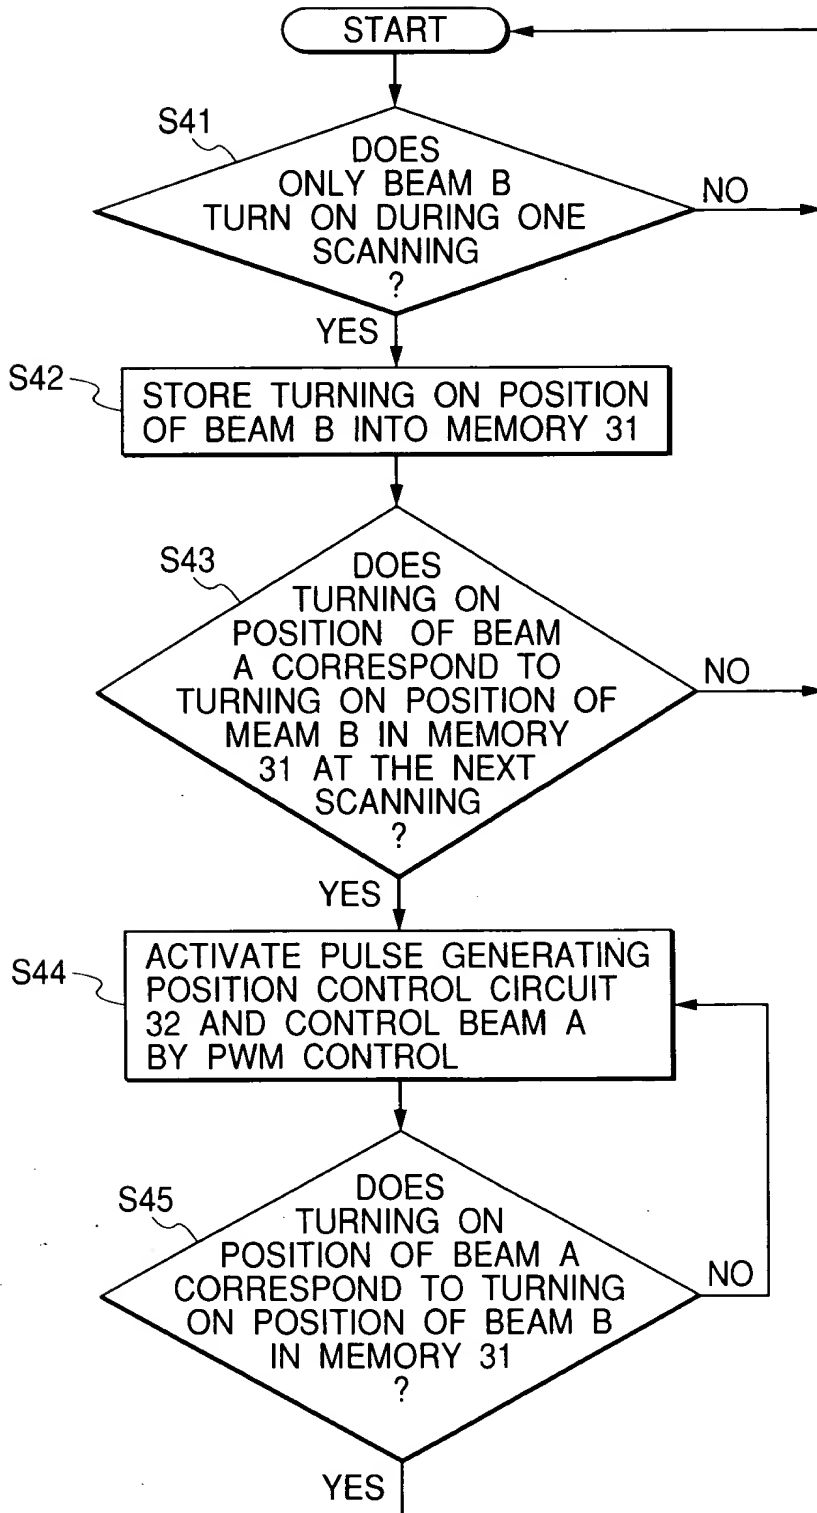 START
S41
DOES
ONLY BEAM B
TURN ON DURING ONE
SCANNING
?
NO
YES
S42
STORE TURNING ON POSITION
OF BEAM B INTO MEMORY 31
S43
DOES
TURNING ON
POSITION OF BEAM
A CORRESPOND TO
TURNING ON POSITION OF
MEAM B IN MEMORY
31 AT THE NEXT
SCANNING
?
NO
YES
S44
ACTIVATE PULSE GENERATING
POSITION CONTROL CIRCUIT
32 AND CONTROL BEAM A
BY PWM CONTROL
S45
DOES
TURNING ON
POSITION OF BEAM A
CORRESPOND TO TURNING
ON POSITION OF BEAM B
IN MEMORY 31
?
NO
YES